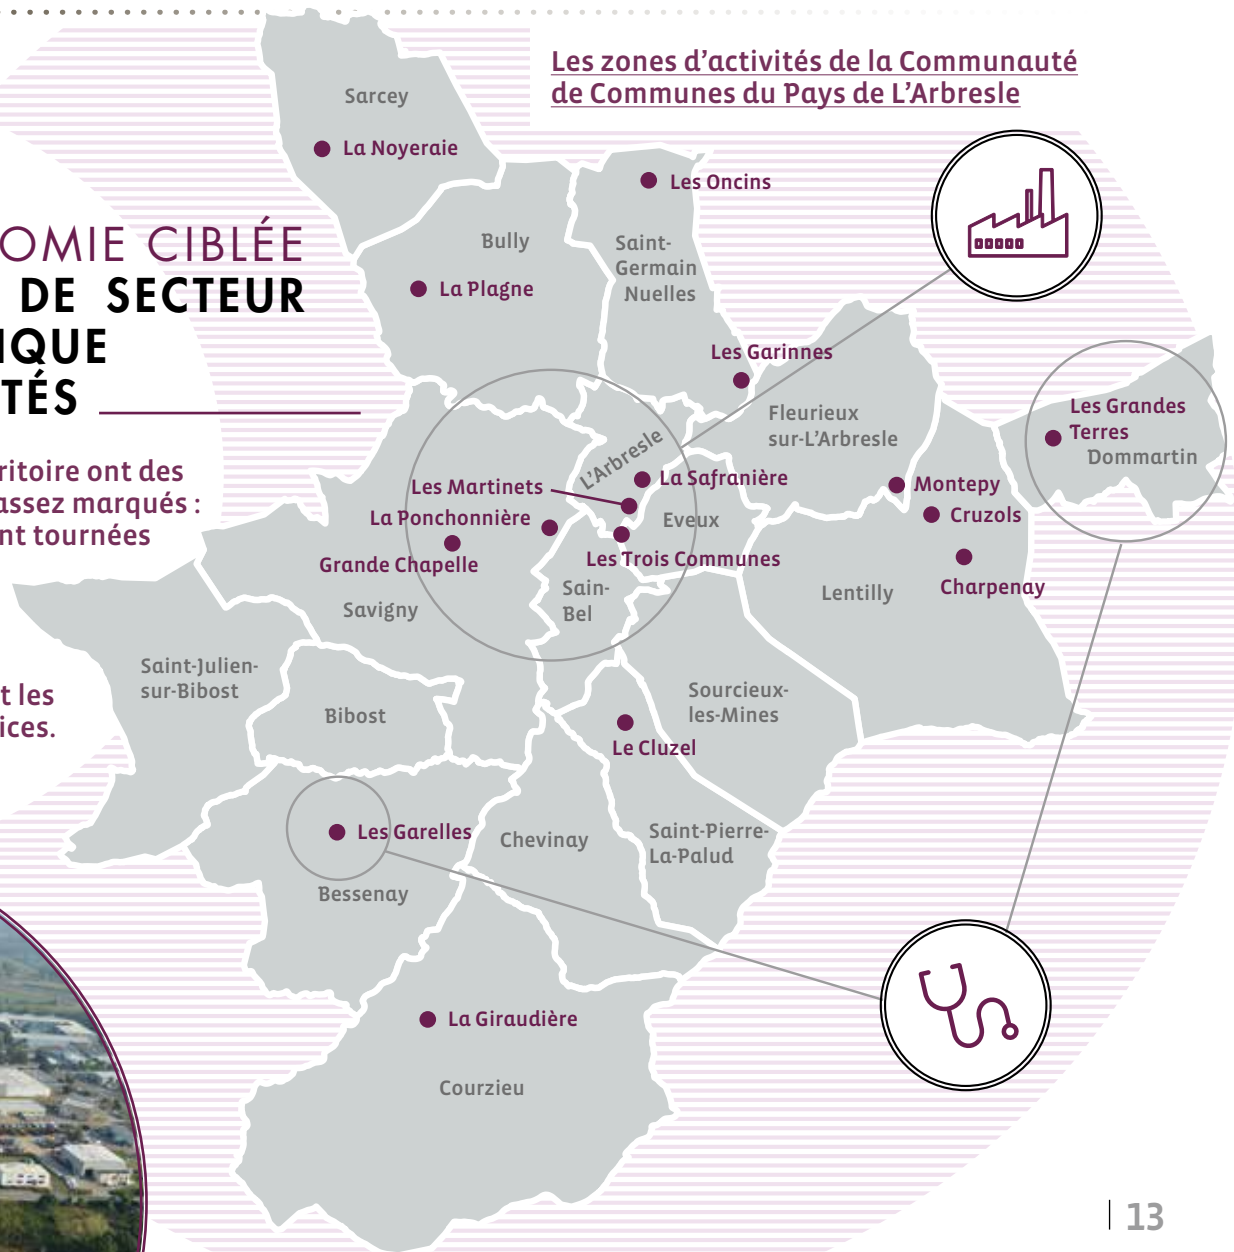 Les zones d'activités de la Communauté
de Communes du Pays de L'Arbresle
OMIE CIBLÉE
DE SECTEUR
IQUE
TÉS
ritoire ont des
assez marqués :
nt tournées
t les
ices.
Sarcey
La Noyeraie
Les Oncins
Bully
La Plagne
Saint-
Germain
Nuelles
Les Garinnes
Fleurieux
sur-L'Arbresle
Les Grandes
Terres
Dommartin
L'Arbresle
La Safranière
Les Martinets
La Ponchonnière
Eveux
Les Trois Communes
Grande Chapelle
Savigny
Sain-
Bel
Montepy
Cruzols
Charpenay
Lentilly
Saint-Julien-
sur-Bibost
Bibost
Sourcieux-
les-Mines
Le Cluzel
Les Garelles
Bessenay
Chevinay
Saint-Pierre-
La-Palud
La Giraudière
Courzieu
13